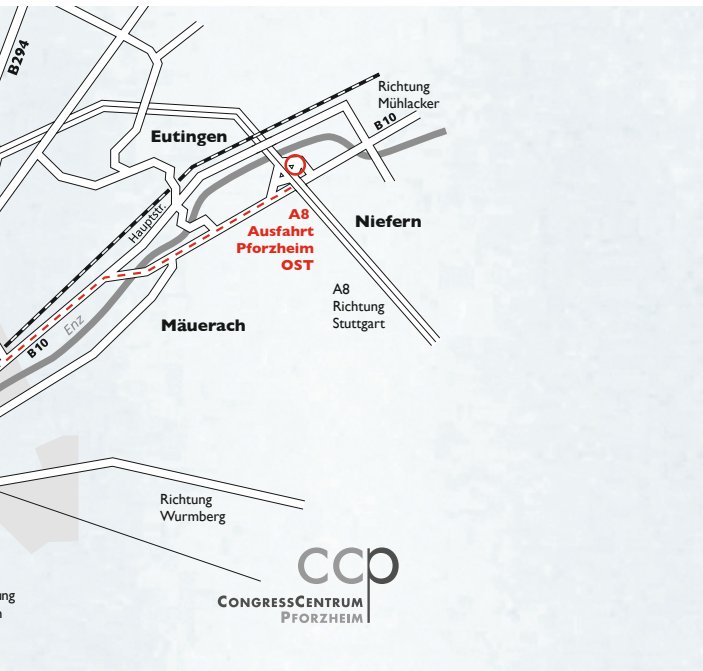 B294
Richtung
Mühlacker
B10
Eutingen
Hauptstr.
A8
Ausfahrt
Pforzheim
OST
Niefern
A8
Richtung
Stuttgart
Enz
B10
Mäuerach
Richtung
Wurmberg
ccp
CONGRESSCENTRUM
PFORZHEIM